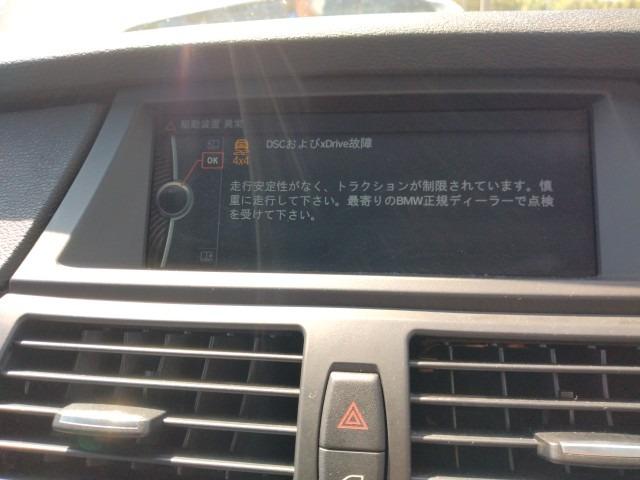 駆動装置 異常
DSCおよびxDrive故障
OK
4x4
走行安定性がなく、トラクションが制限されています。慎
重に走行して下さい。最寄りのBMW正規ディーラーで点検
を受けて下さい。